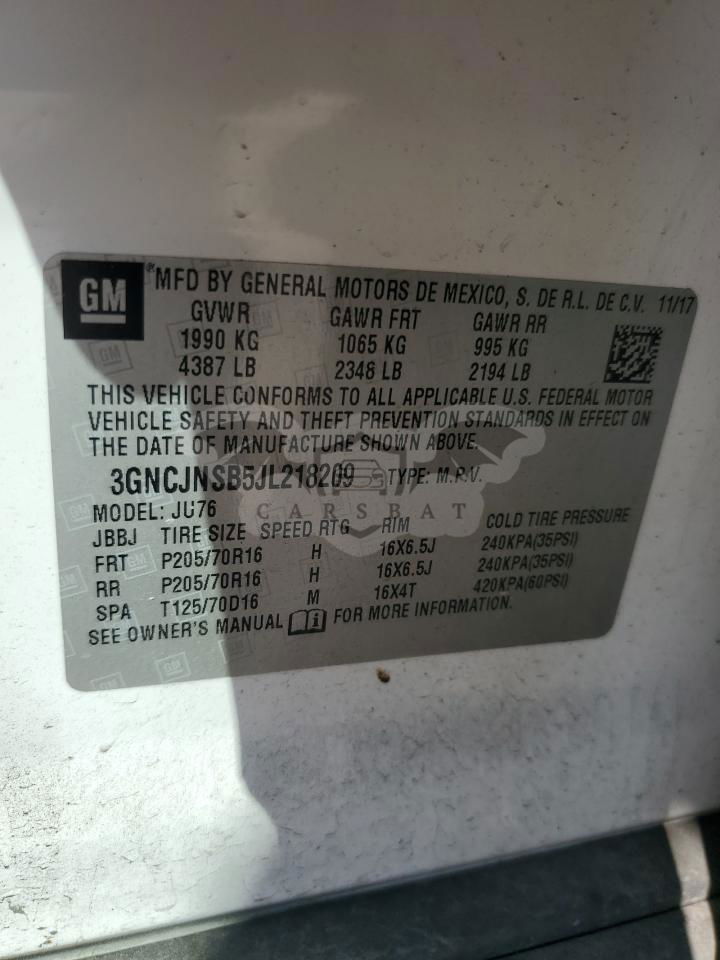 GM ® MFD BY GENERAL MOTORS DE MEXICO, S. DE R.L. DE C.V. 11/17
GVWR GAWR FRT GAWR RR
1990 KG 1065 KG 995 KG
4387 LB 2348 LB 2194 LB
THIS VEHICLE CONFORMS TO ALL APPLICABLE U.S. FEDERAL MOTOR
VEHICLE SAFETY AND THEFT PREVENTION STANDARDS IN EFFECT ON
THE DATE OF MANUFACTURE SHOWN ABOVE.
3GNCJNSB5JL218209 TYPE: M.P.V.
CARSBAT
MODEL: JU76
JBBJ TIRE SIZE SPEED RTG RIM COLD TIRE PRESSURE
FRT P205/70R16 H 16X6.5J 240KPA(35PSI)
RR P205/70R16 H 16X6.5J 240KPA(35PSI)
SPA T125/70D16 M 16X4T 420KPA(60PSI)
SEE OWNER'S MANUAL FOR MORE INFORMATION.